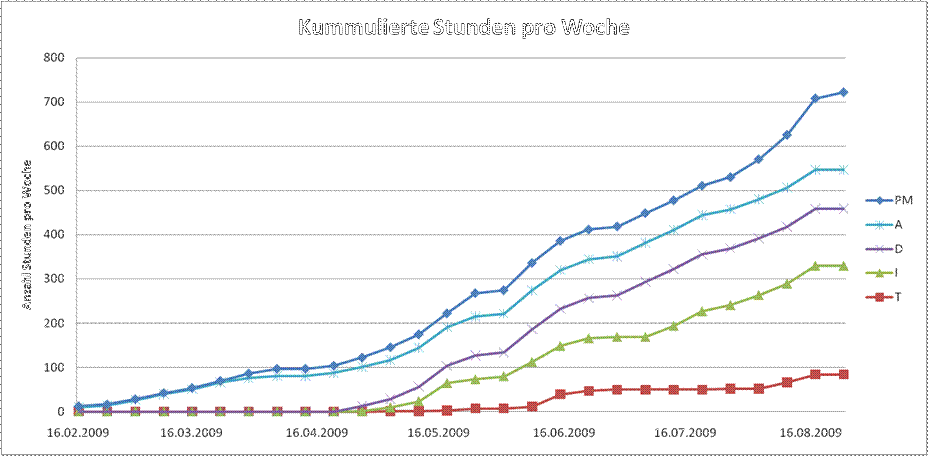 Kummulierte Stunden pro Woche
800
700
600
500
400
300
200
100
0
Anzahl Stunden pro Woche
16.02.2009 16.03.2009 16.04.2009 16.05.2009 16.06.2009 16.07.2009 16.08.2009
PM
A
D
I
T